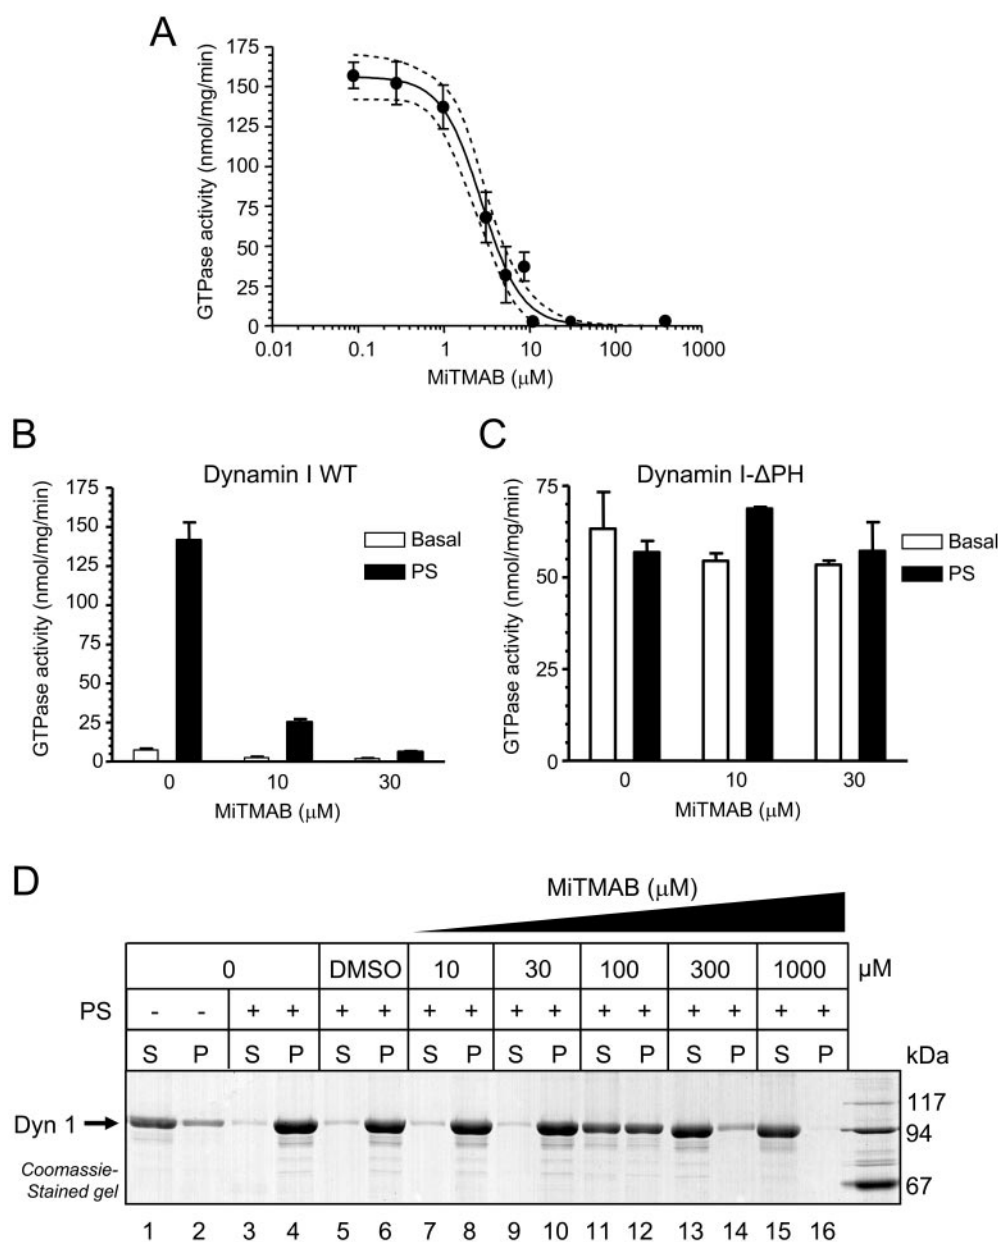 A
GTPase activity (nmol/mg/min)
175
150
125
100
75
50
25
0
0.01 0.1 1 10 100 1000
MiTMAB (μM)
B
Dynamin I WT
GTPase activity (nmol/mg/min)
175
150
125
100
75
50
25
0
Basal
PS
0 10 30
MiTMAB (μM)
C
Dynamin I-ΔPH
GTPase activity (nmol/mg/min)
75
50
25
0
Basal
PS
0 10 30
MiTMAB (μM)
D
MiTMAB (μM)
0 DMSO 10 30 100 300 1000 μM
PS - - + + + + + + + + + + + + + +
S P S P S P S P S P S P S P S P kDa
Dyn 1
117
94
67
Coomassie-
Stained gel
1 2 3 4 5 6 7 8 9 10 11 12 13 14 15 16